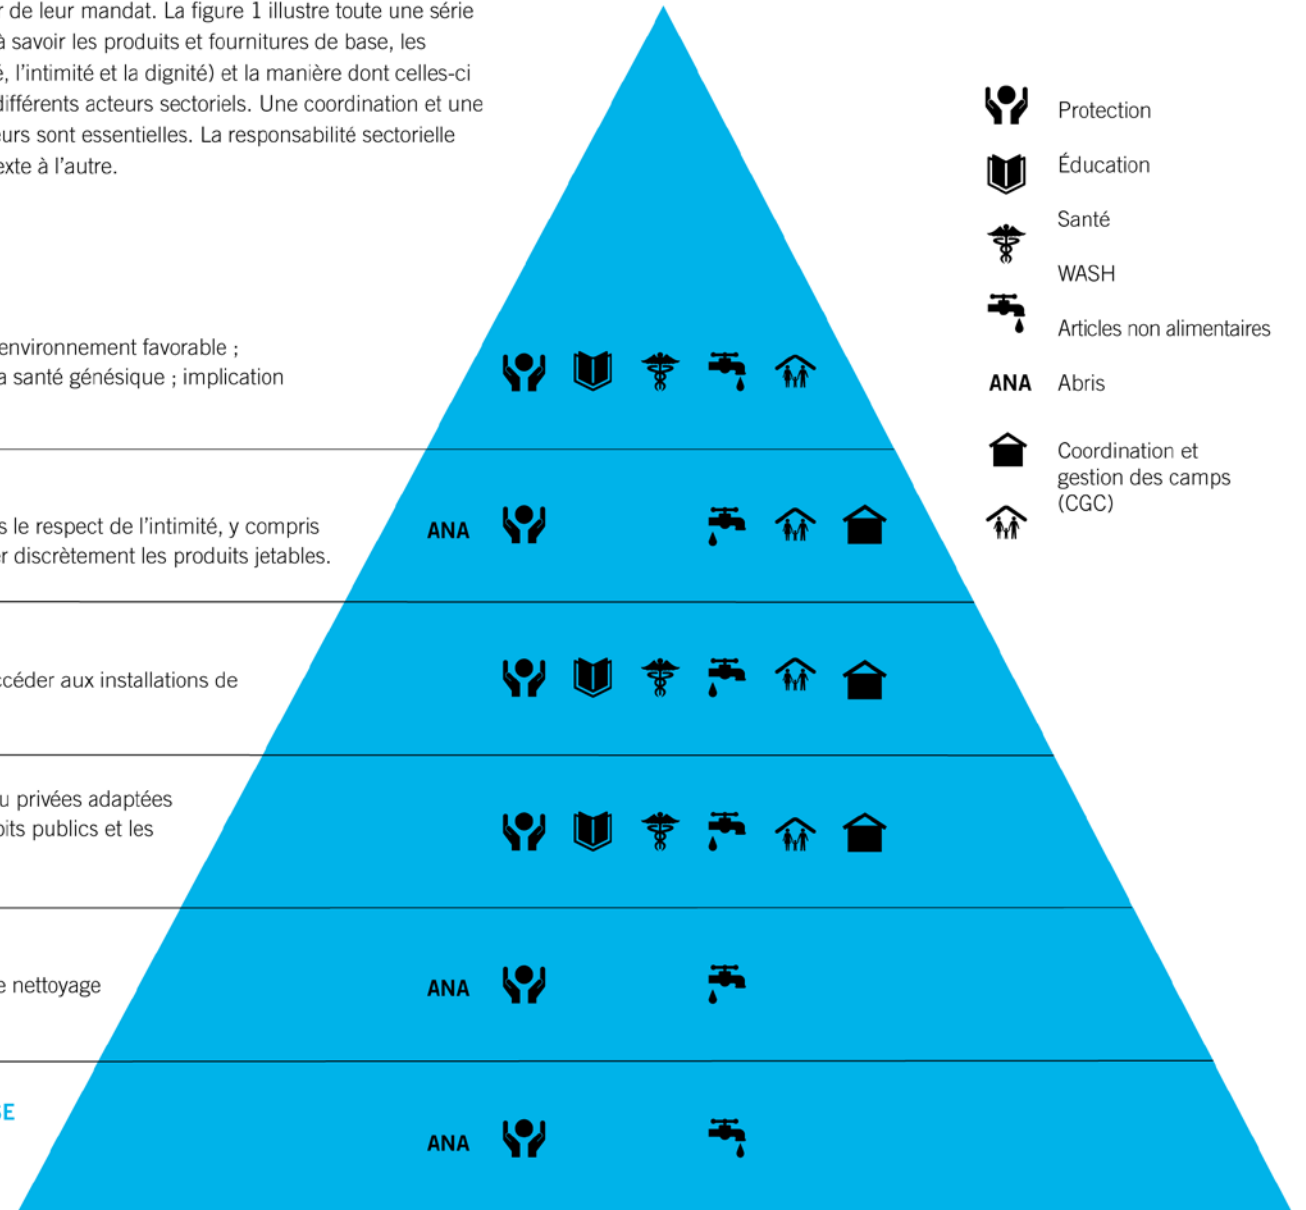 r de leur mandat. La figure 1 illustre toute une série
à savoir les produits et fournitures de base, les
é, l'intimité et la dignité) et la manière dont celles-ci
différents acteurs sectoriels. Une coordination et une
eurs sont essentielles. La responsabilité sectorielle
exte à l'autre.
Protection
Éducation
Santé
WASH
Articles non alimentaires
ANA Abris
Coordination et
gestion des camps
(CGC)
environnement favorable ;
a santé génésique ; implication
s le respect de l'intimité, y compris
er discrètement les produits jetables.
ANA
ccéder aux installations de
u privées adaptées
oits publics et les
e nettoyage
ANA
SE
ANA